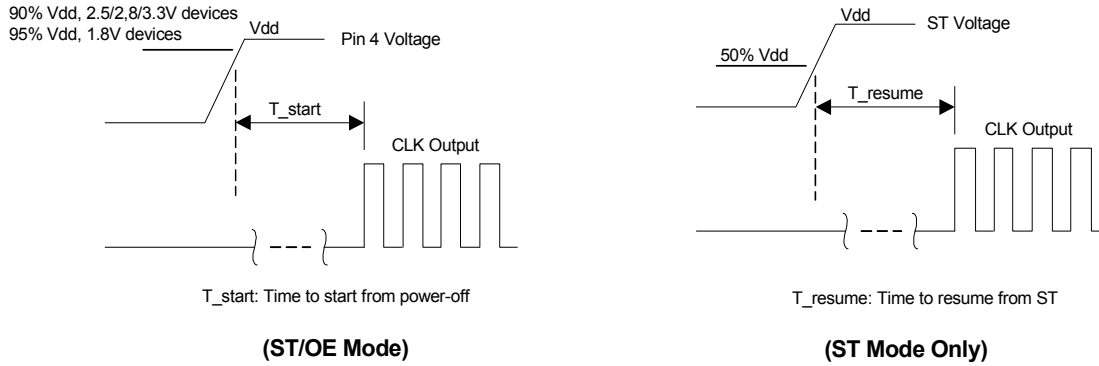 90% Vdd, 2.5/2,8/3.3V devices
95% Vdd, 1.8V devices
Vdd
Pin 4 Voltage
T_start
CLK Output
T_start: Time to start from power-off
(ST/OE Mode)
Vdd
ST Voltage
50% Vdd
T_resume
CLK Output
T_resume: Time to resume from ST
(ST Mode Only)